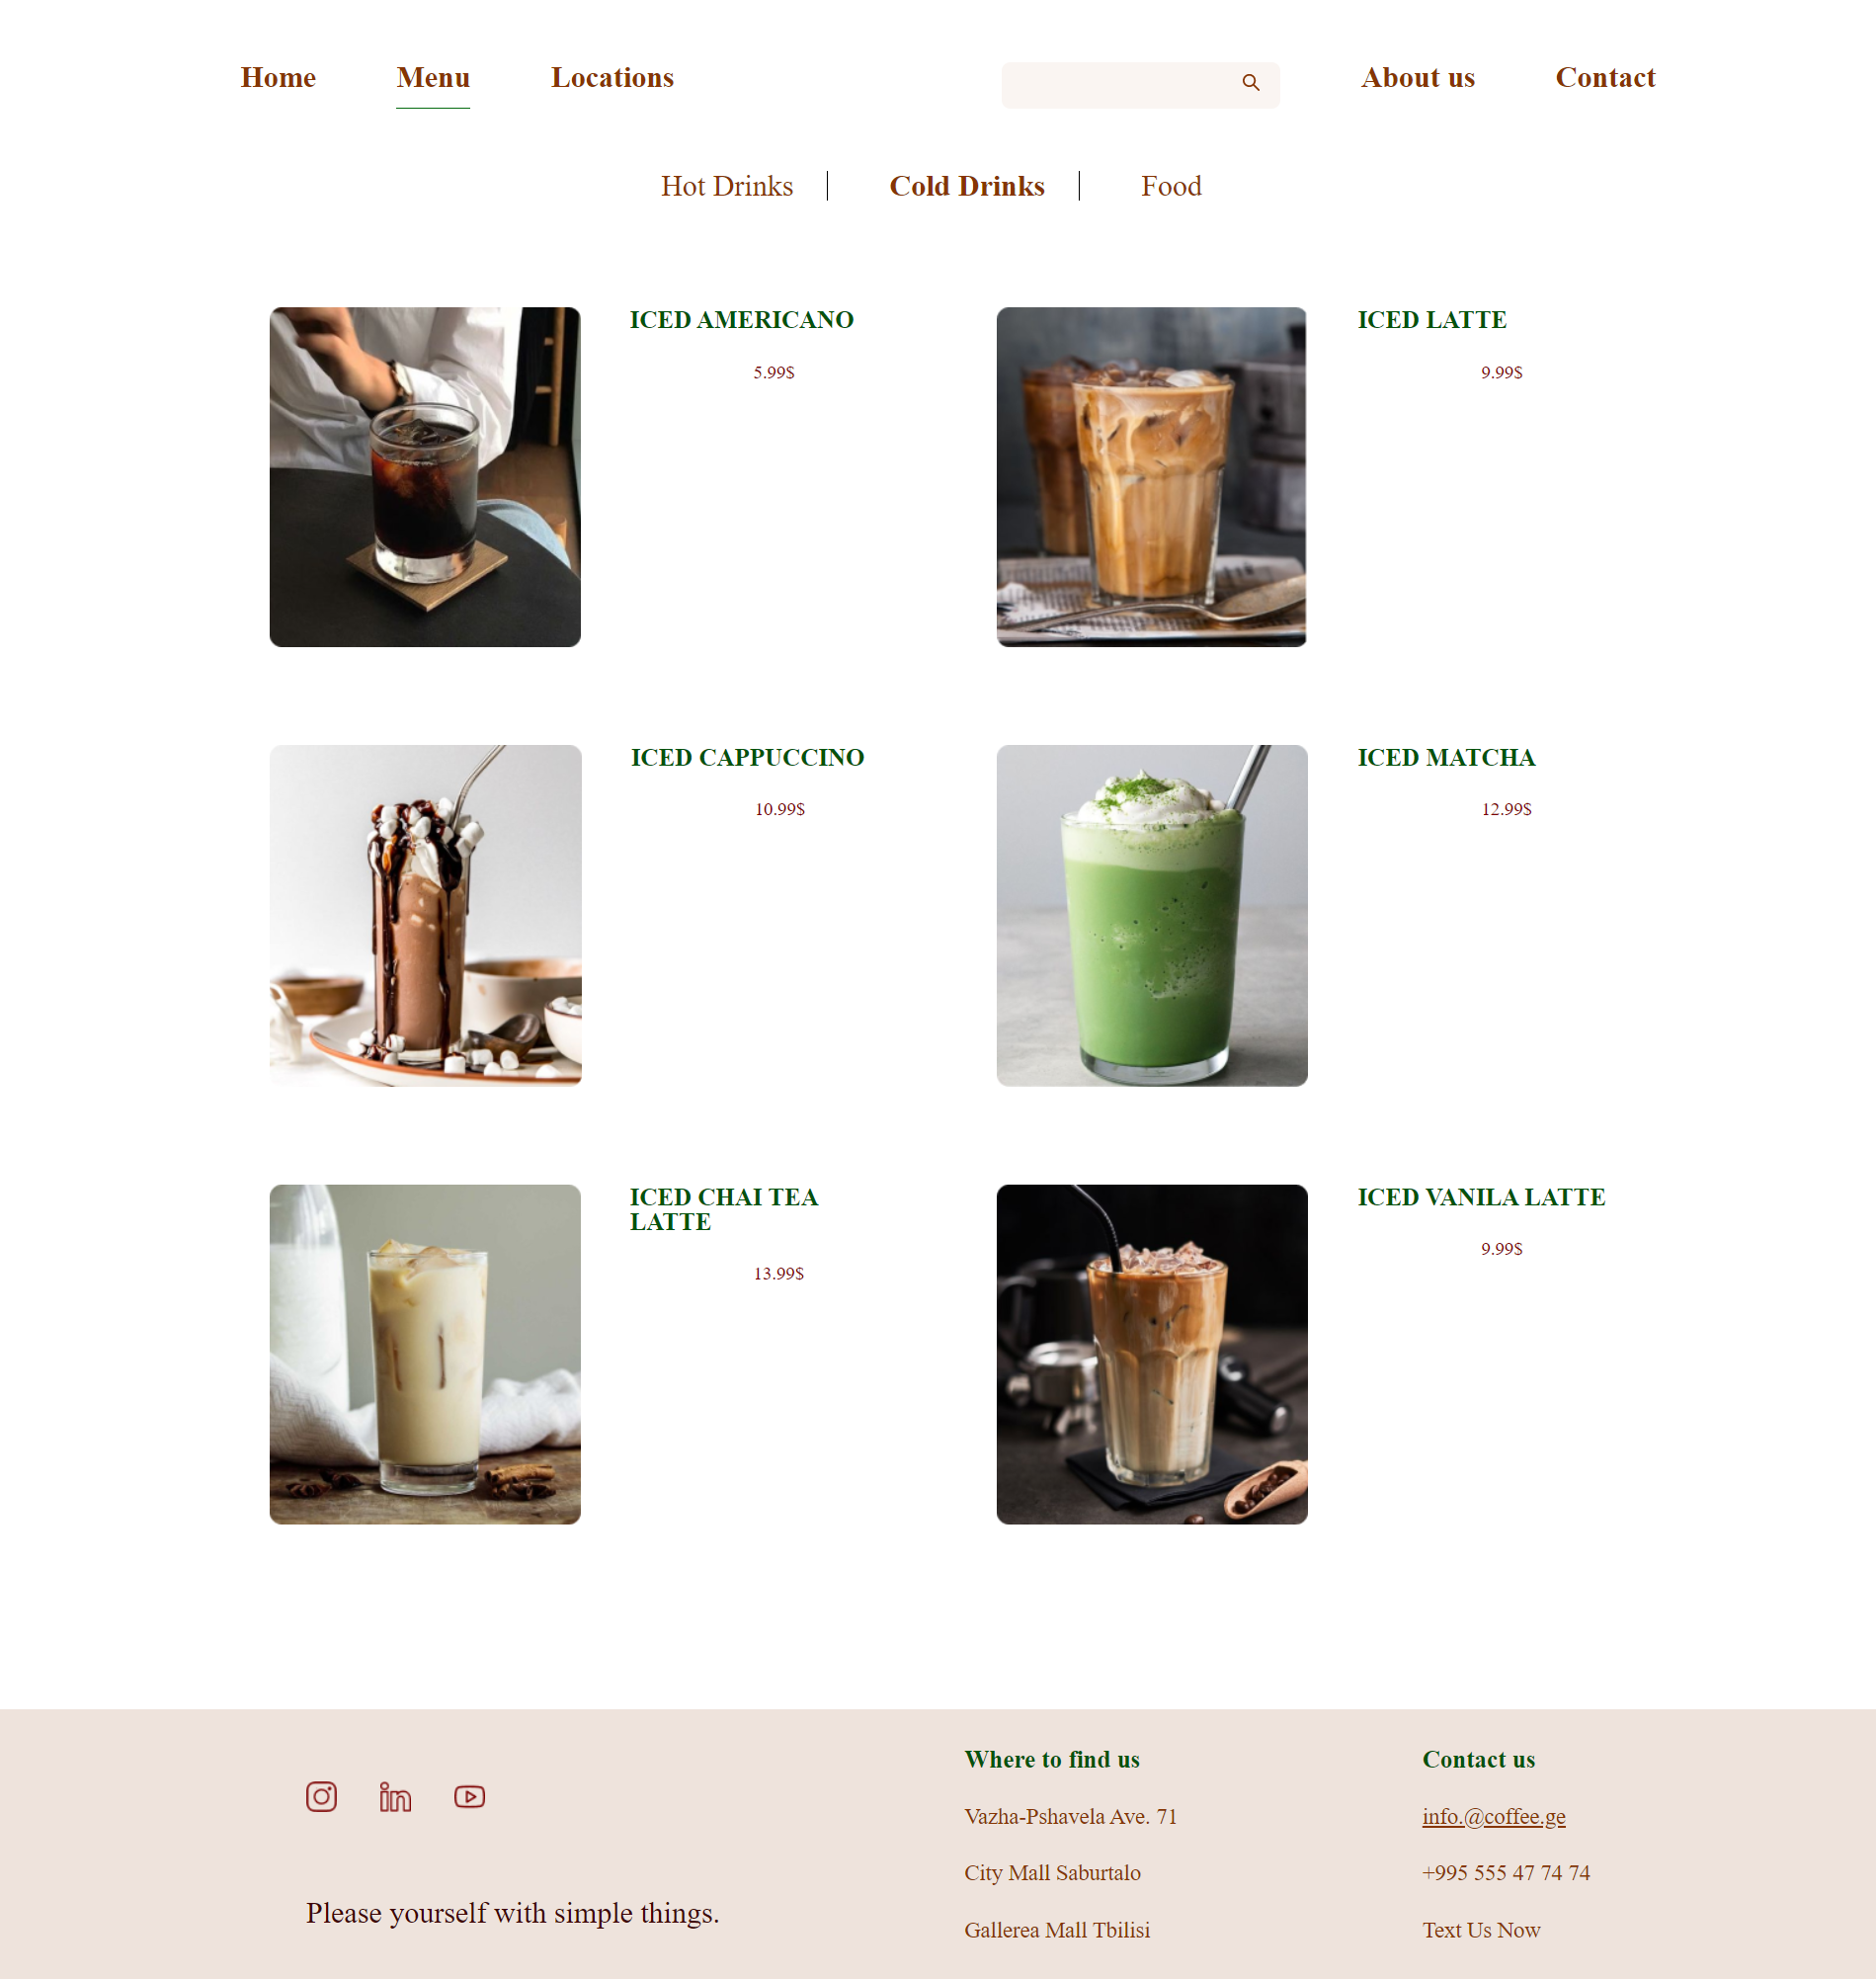 Home
Menu
Locations
About us
Contact
Hot Drinks
Cold Drinks
Food
ICED AMERICANO
5.99$
ICED LATTE
9.99$
ICED CAPPUCCINO
10.99$
ICED MATCHA
12.99$
ICED CHAI TEA
LATTE
13.99$
ICED VANILA LATTE
9.99$
Please yourself with simple things.
Where to find us
Vazha-Pshavela Ave. 71
City Mall Saburtalo
Gallerea Mall Tbilisi
Contact us
info.@coffee.ge
+995 555 47 74 74
Text Us Now